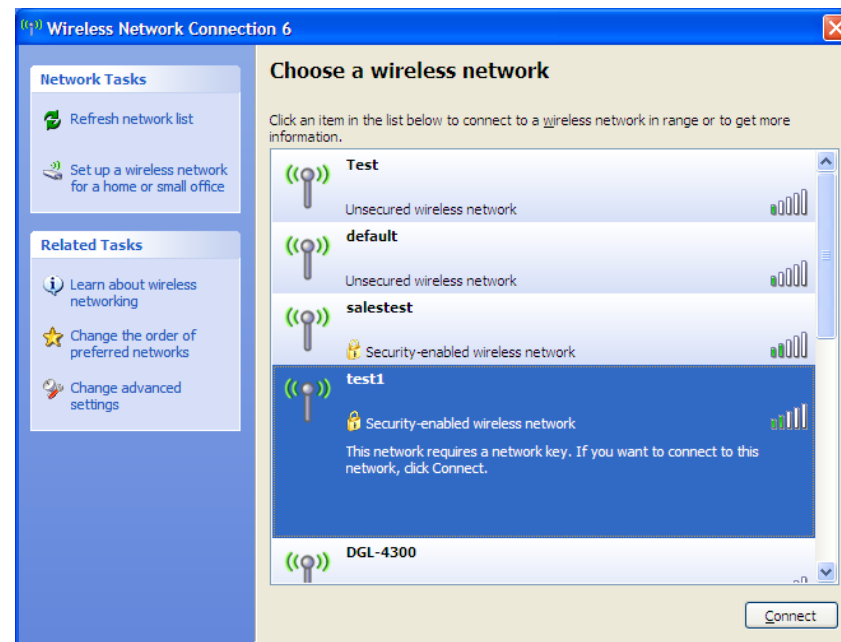 Wireless Network Connection 6
Network Tasks
Refresh network list
Set up a wireless network
for a home or small office
Related Tasks
Learn about wireless
networking
Change the order of
preferred networks
Change advanced
settings
Choose a wireless network
Click an item in the list below to connect to a wireless network in range or to get more
information.
Test
Unsecured wireless network
default
Unsecured wireless network
salestest
Security-enabled wireless network
test1
Security-enabled wireless network
This network requires a network key. If you want to connect to this
network, click Connect.
DGL-4300
Connect